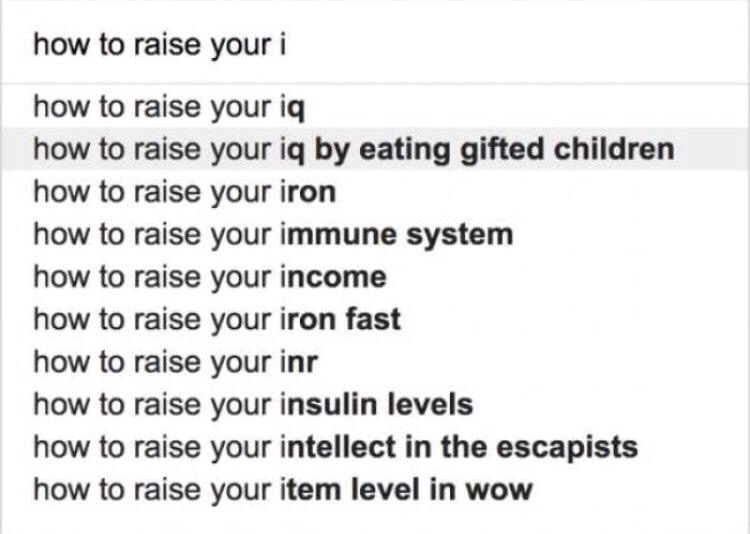 how to raise your i
how to raise your iq
how to raise your iq by eating gifted children
how to raise your iron
how to raise your immune system
how to raise your income
how to raise your iron fast
how to raise your inr
how to raise your insulin levels
how to raise your intellect in the escapists
how to raise your item level in wow